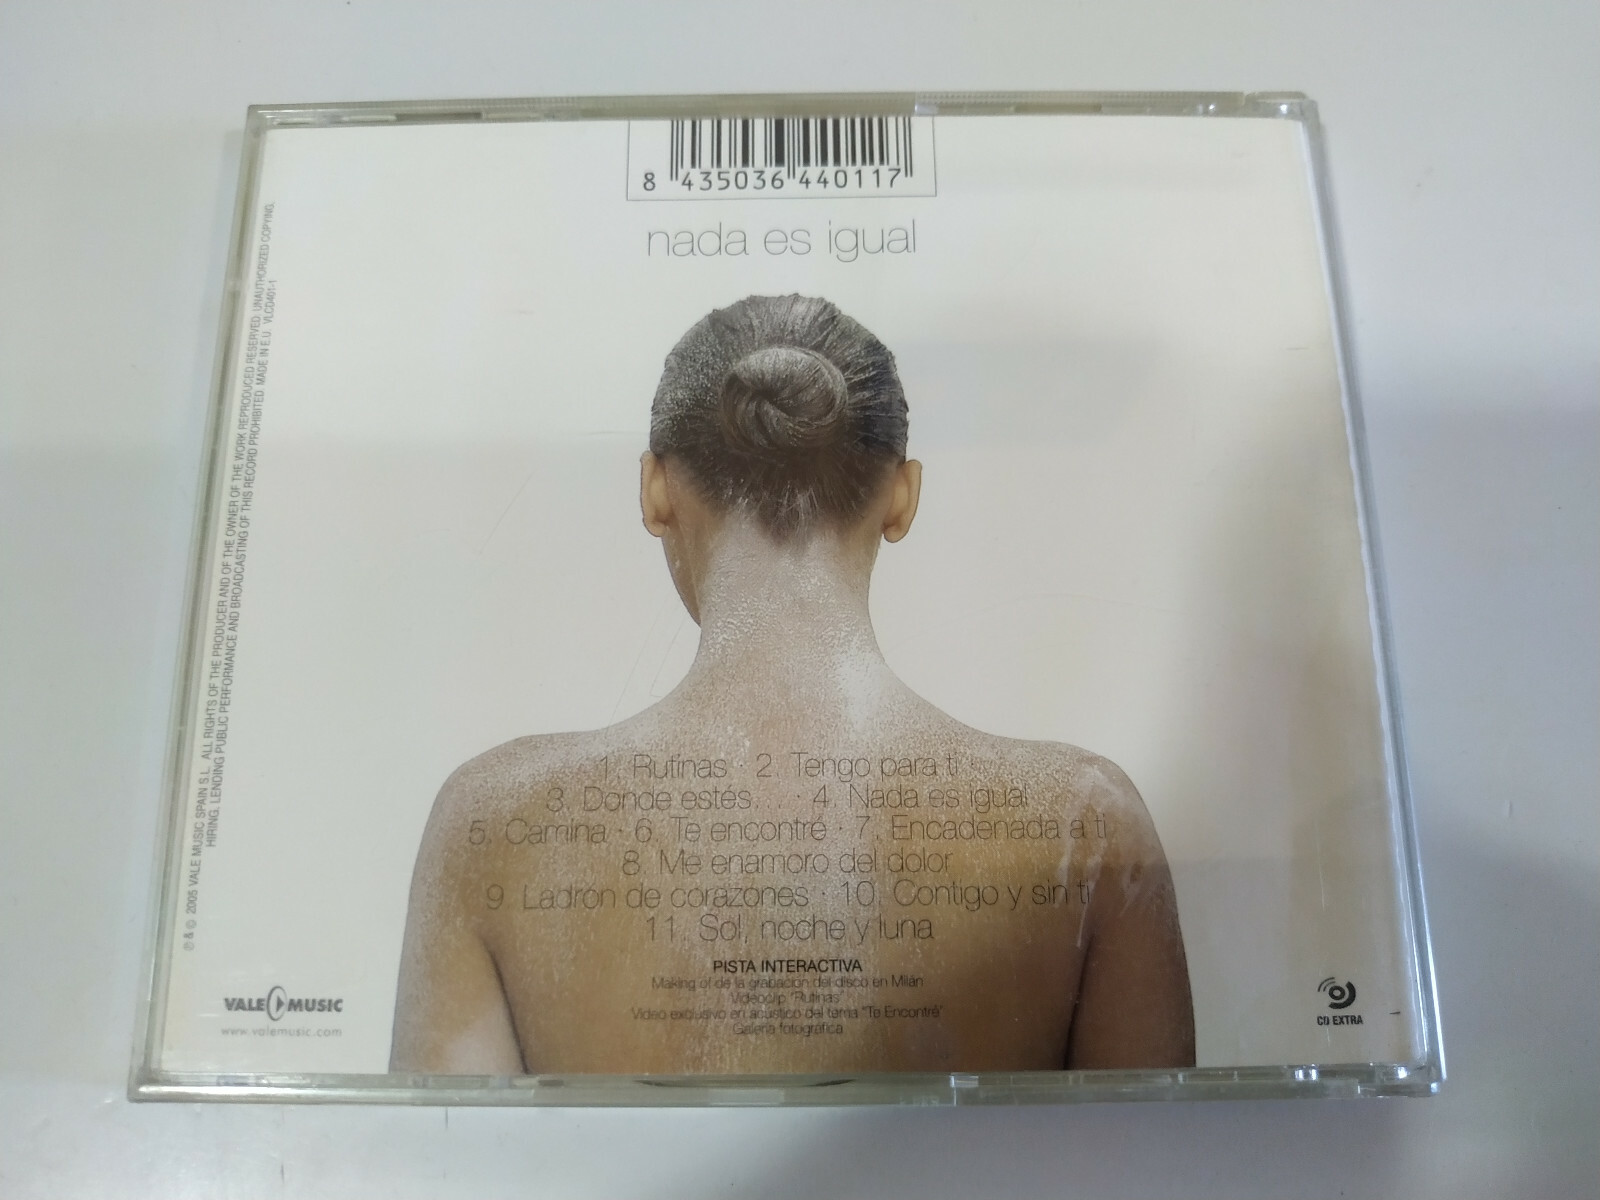 8 435036 440117
nada es igual
1. Rutinas · 2. Tengo para ti ·
3. Donde estés... · 4. Nada es igual
5. Camina · 6. Te encontré · 7. Encadenada a ti
8. Me enamoro del dolor
9 Ladrón de corazones · 10. Contigo y sin ti
11. Sol, noche y luna
PISTA INTERACTIVA
Making of de la grabación del disco en Milán
Videoclip "Rutinas"
Video exclusivo en acústico del tema "Te Encontré"
Galería fotográfica
VALE MUSIC
www.valemusic.com
CD EXTRA
℗ & © 2005 VALE MUSIC SPAIN S.L. ALL RIGHTS OF THE PRODUCER AND OF THE OWNER OF THE WORK REPRODUCED RESERVED. UNAUTHORIZED COPYING,
HIRING, LENDING PUBLIC PERFORMANCE AND BROADCASTING OF THIS RECORD PROHIBITED. MADE IN E.U. VLCD401-1